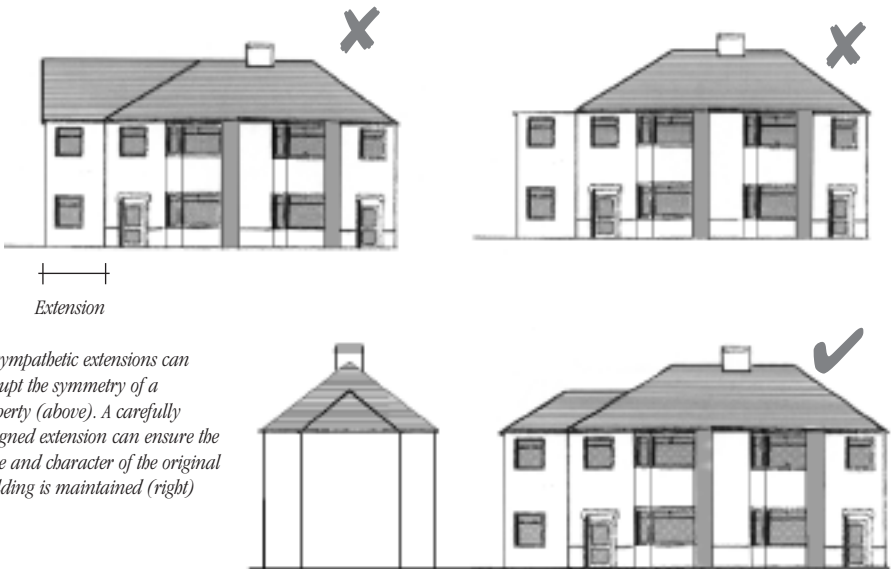 Extension
ympathetic extensions can
upt the symmetry of a
perty (above). A carefully
igned extension can ensure the
e and character of the original
lding is maintained (right)